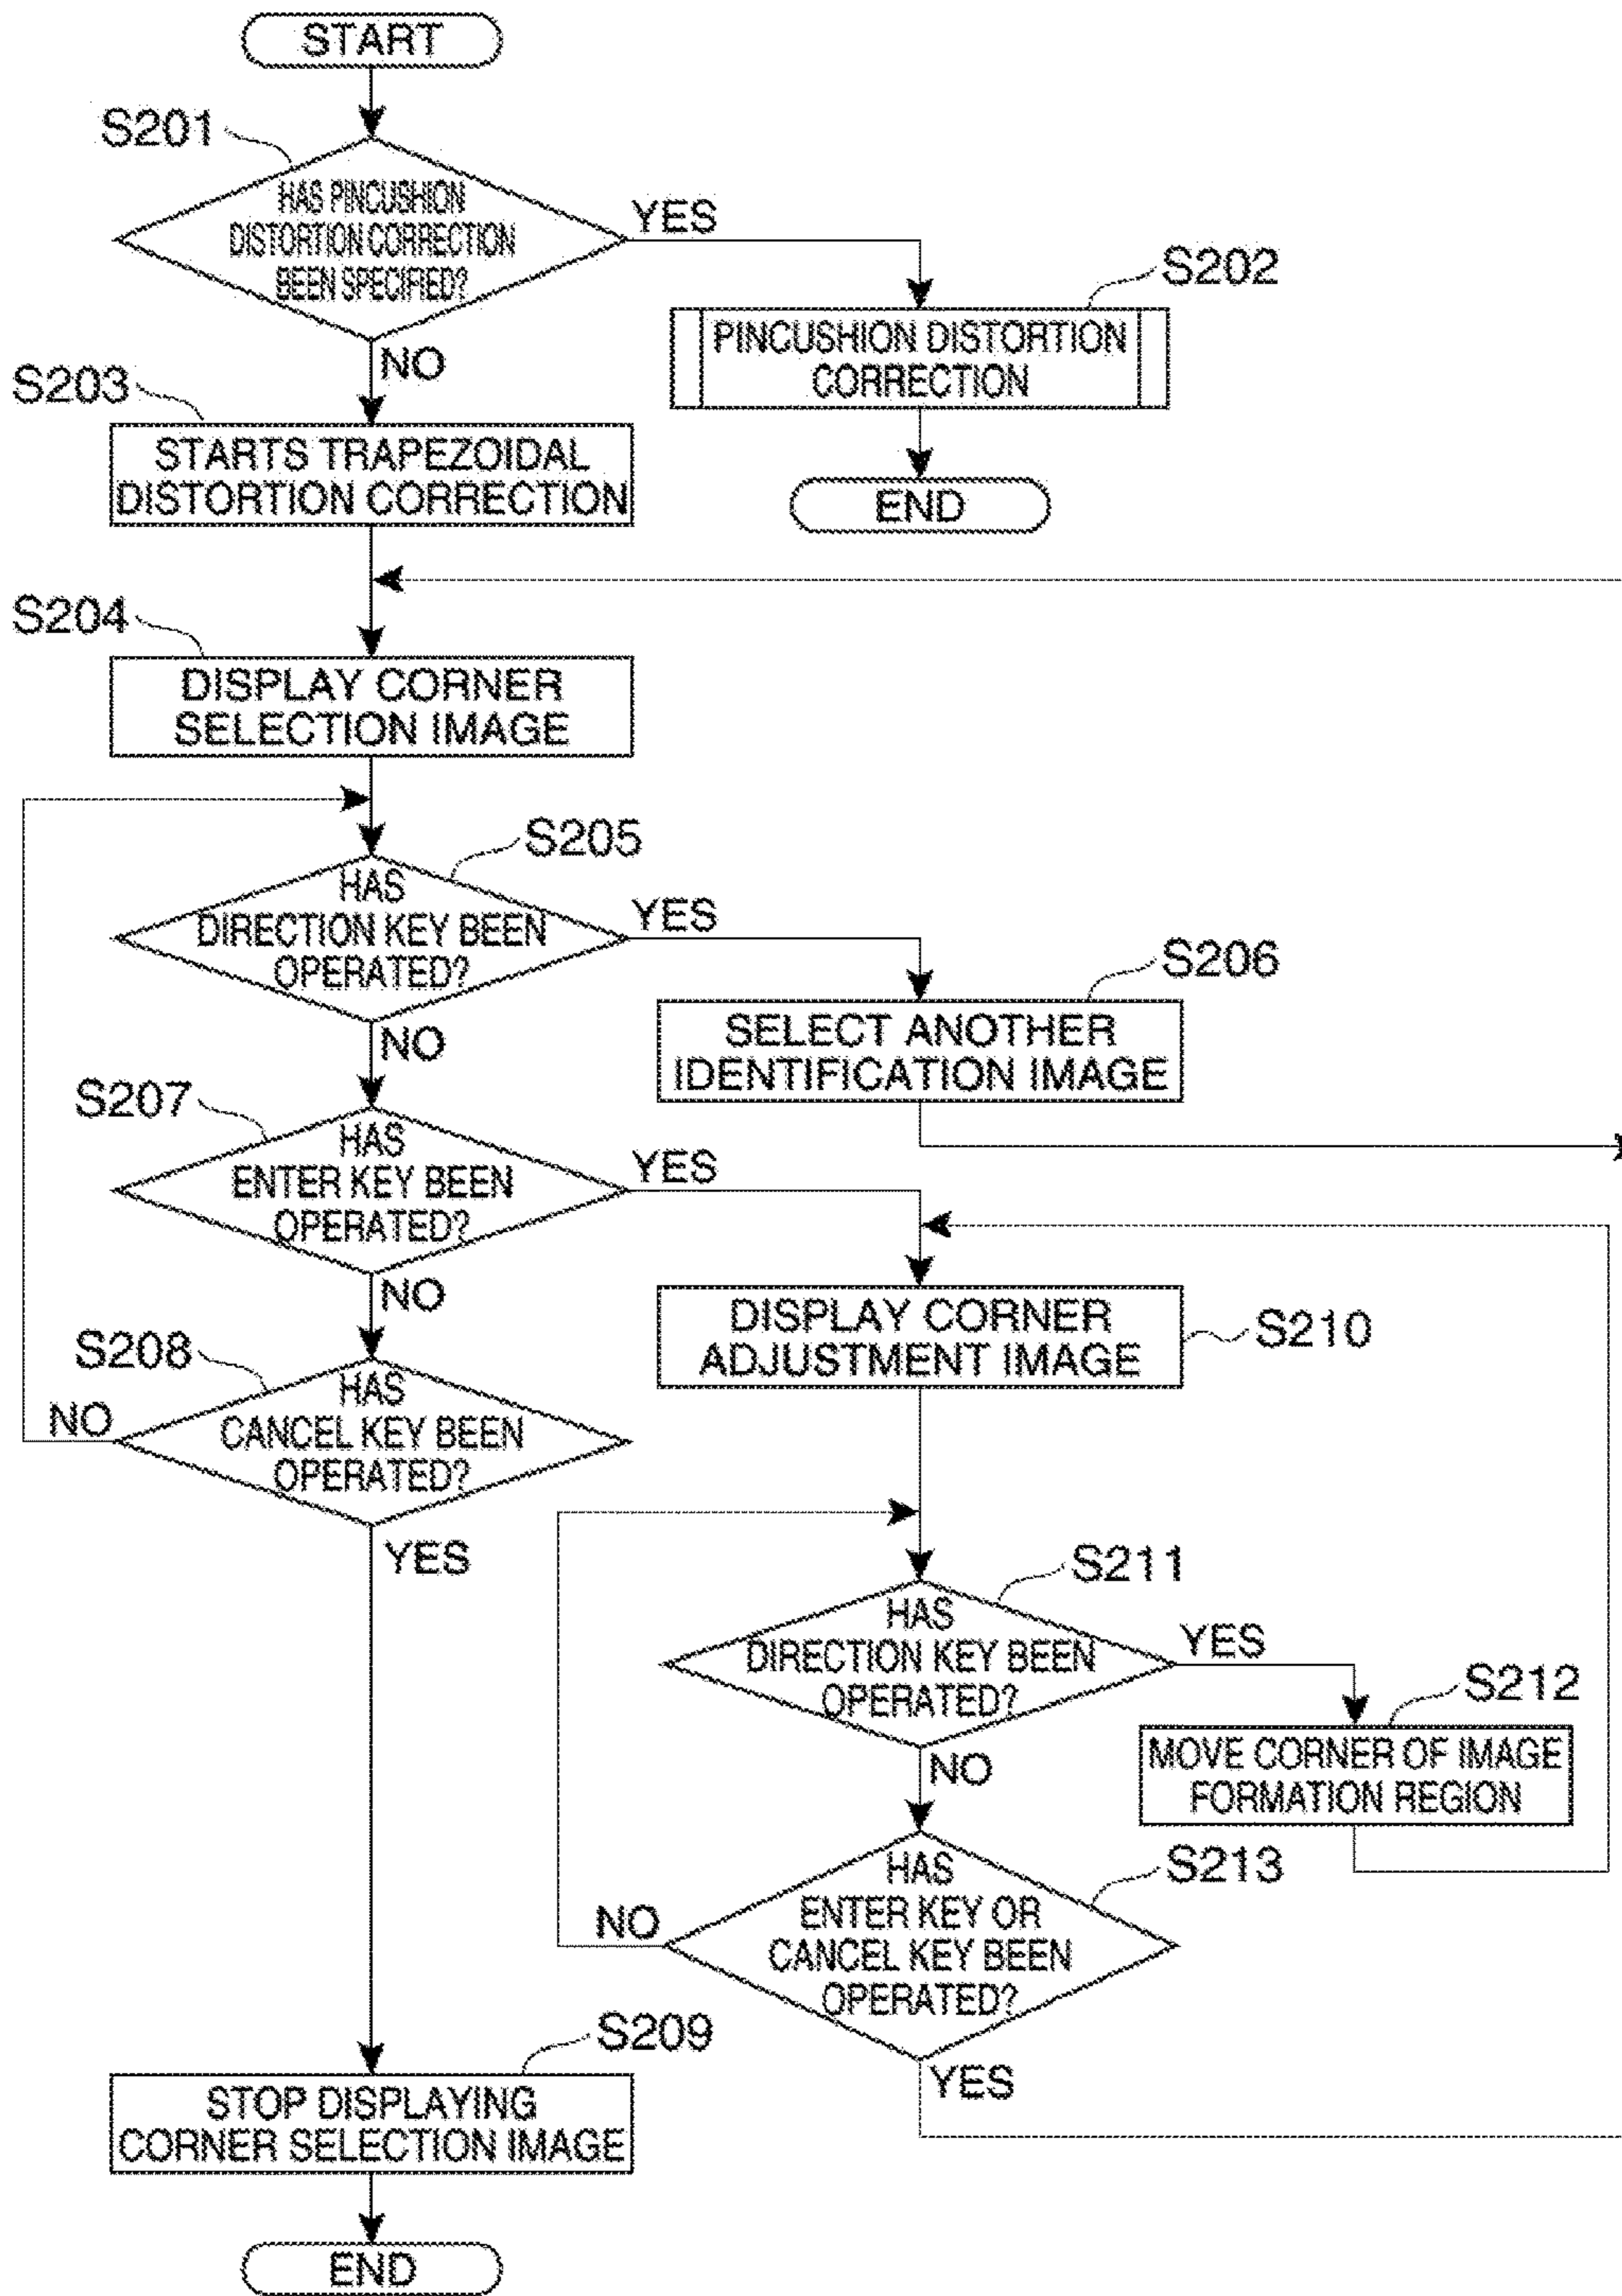 START
S201
HAS PINCUSHION
DISTORTION CORRECTION
BEEN SPECIFIED?
YES
S202
PINCUSHION DISTORTION
CORRECTION
NO
END
S203
STARTS TRAPEZOIDAL
DISTORTION CORRECTION
S204
DISPLAY CORNER
SELECTION IMAGE
S205
HAS
DIRECTION KEY BEEN
OPERATED?
YES
S206
SELECT ANOTHER
IDENTIFICATION IMAGE
NO
S207
HAS
ENTER KEY BEEN
OPERATED?
YES
NO
DISPLAY CORNER
ADJUSTMENT IMAGE
S210
S208
HAS
CANCEL KEY BEEN
OPERATED?
NO
YES
S211
HAS
DIRECTION KEY BEEN
OPERATED?
YES
S212
MOVE CORNER OF IMAGE
FORMATION REGION
NO
S213
HAS
ENTER KEY OR
CANCEL KEY BEEN
OPERATED?
NO
YES
S209
STOP DISPLAYING
CORNER SELECTION IMAGE
END